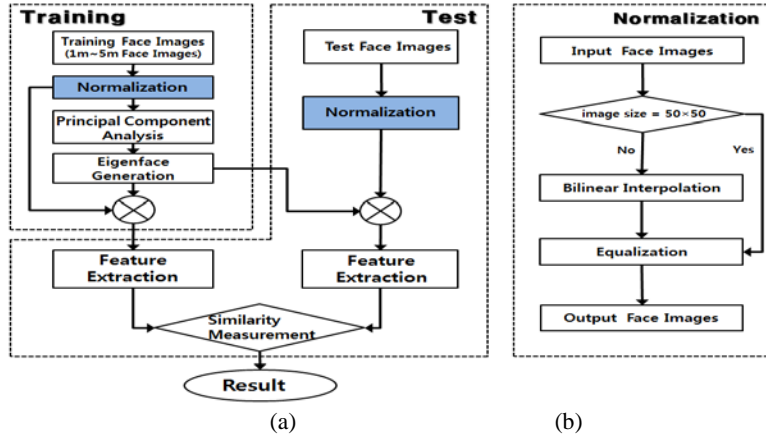 Training
Training Face Images
(1m~5m Face Images)
Normalization
Principal Component
Analysis
Eigenface
Generation
Feature
Extraction
Test
Test Face Images
Normalization
Feature
Extraction
Similarity
Measurement
Result
(a)
Normalization
Input Face Images
image size = 50×50
No
Yes
Bilinear Interpolation
Equalization
Output Face Images
(b)